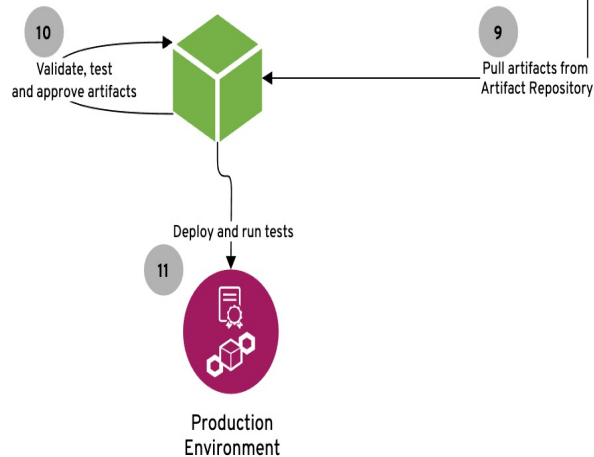 10
Validate, test
and approve artifacts
9
Pull artifacts from
Artifact Repository
Deploy and run tests
11
Production
Environment